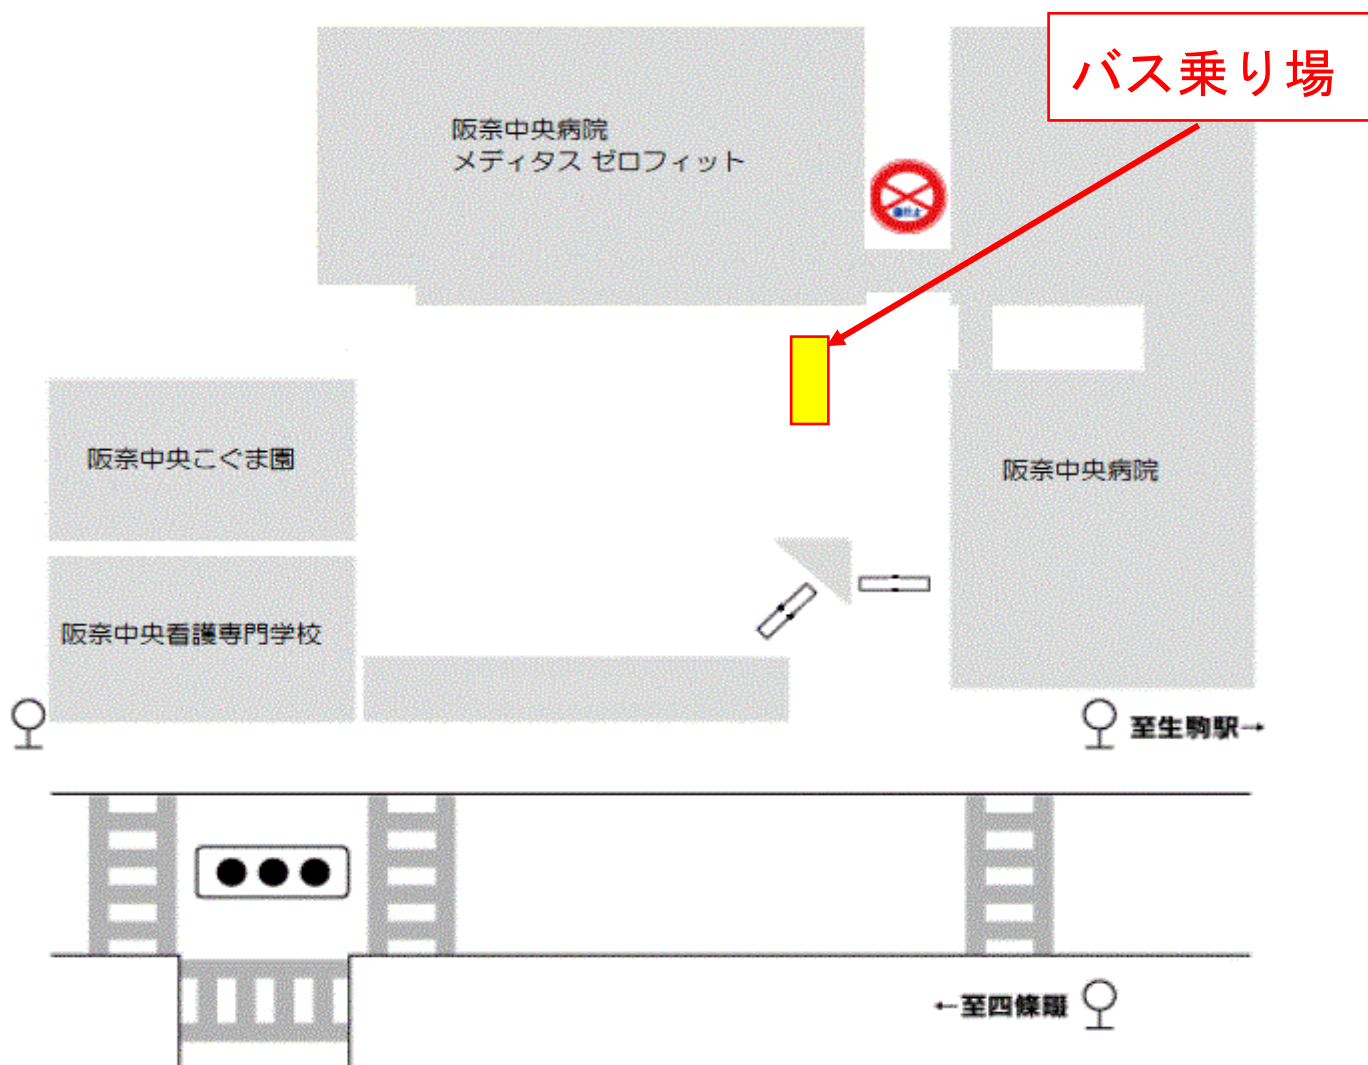 バス乗り場
阪奈中央病院
メディタス ゼロフィット
阪奈中央こぐま園
阪奈中央病院
阪奈中央看護専門学校
至生駒駅→
←至四條畷